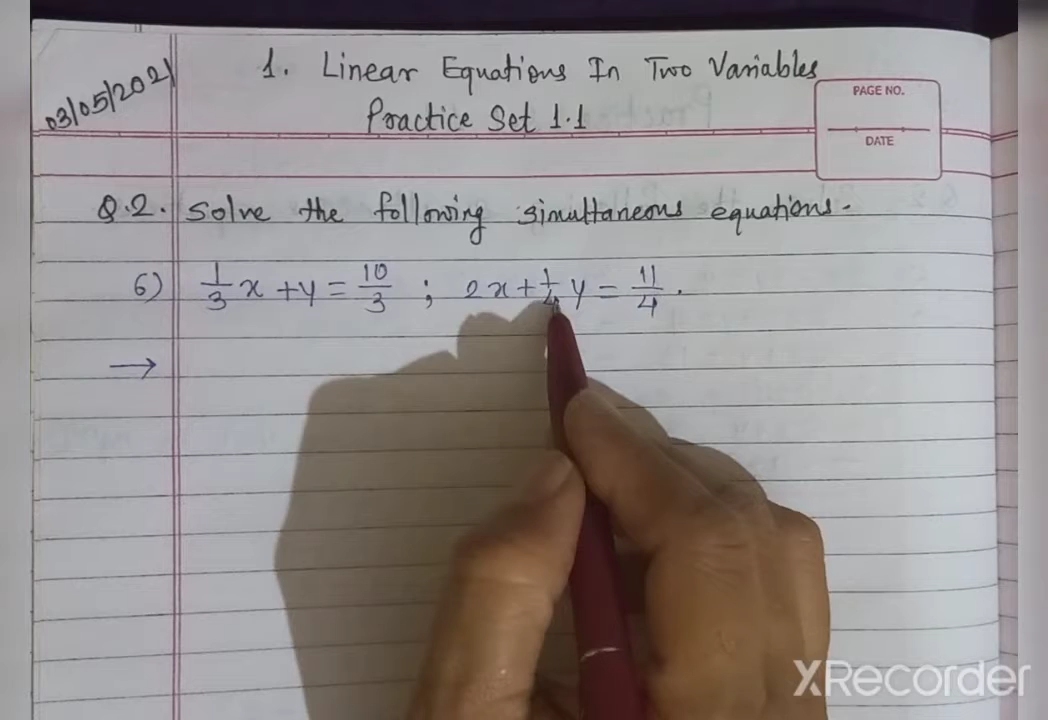 03/05/2021
1. Linear Equations In Two Variables
Practice Set 1.1
PAGE NO.
DATE
Q.2. Solve the following simultaneous equations.
6) 1/3 x + y = 10/3 ; 2x + 1/4 y = 11/4 .
→
XRecorder